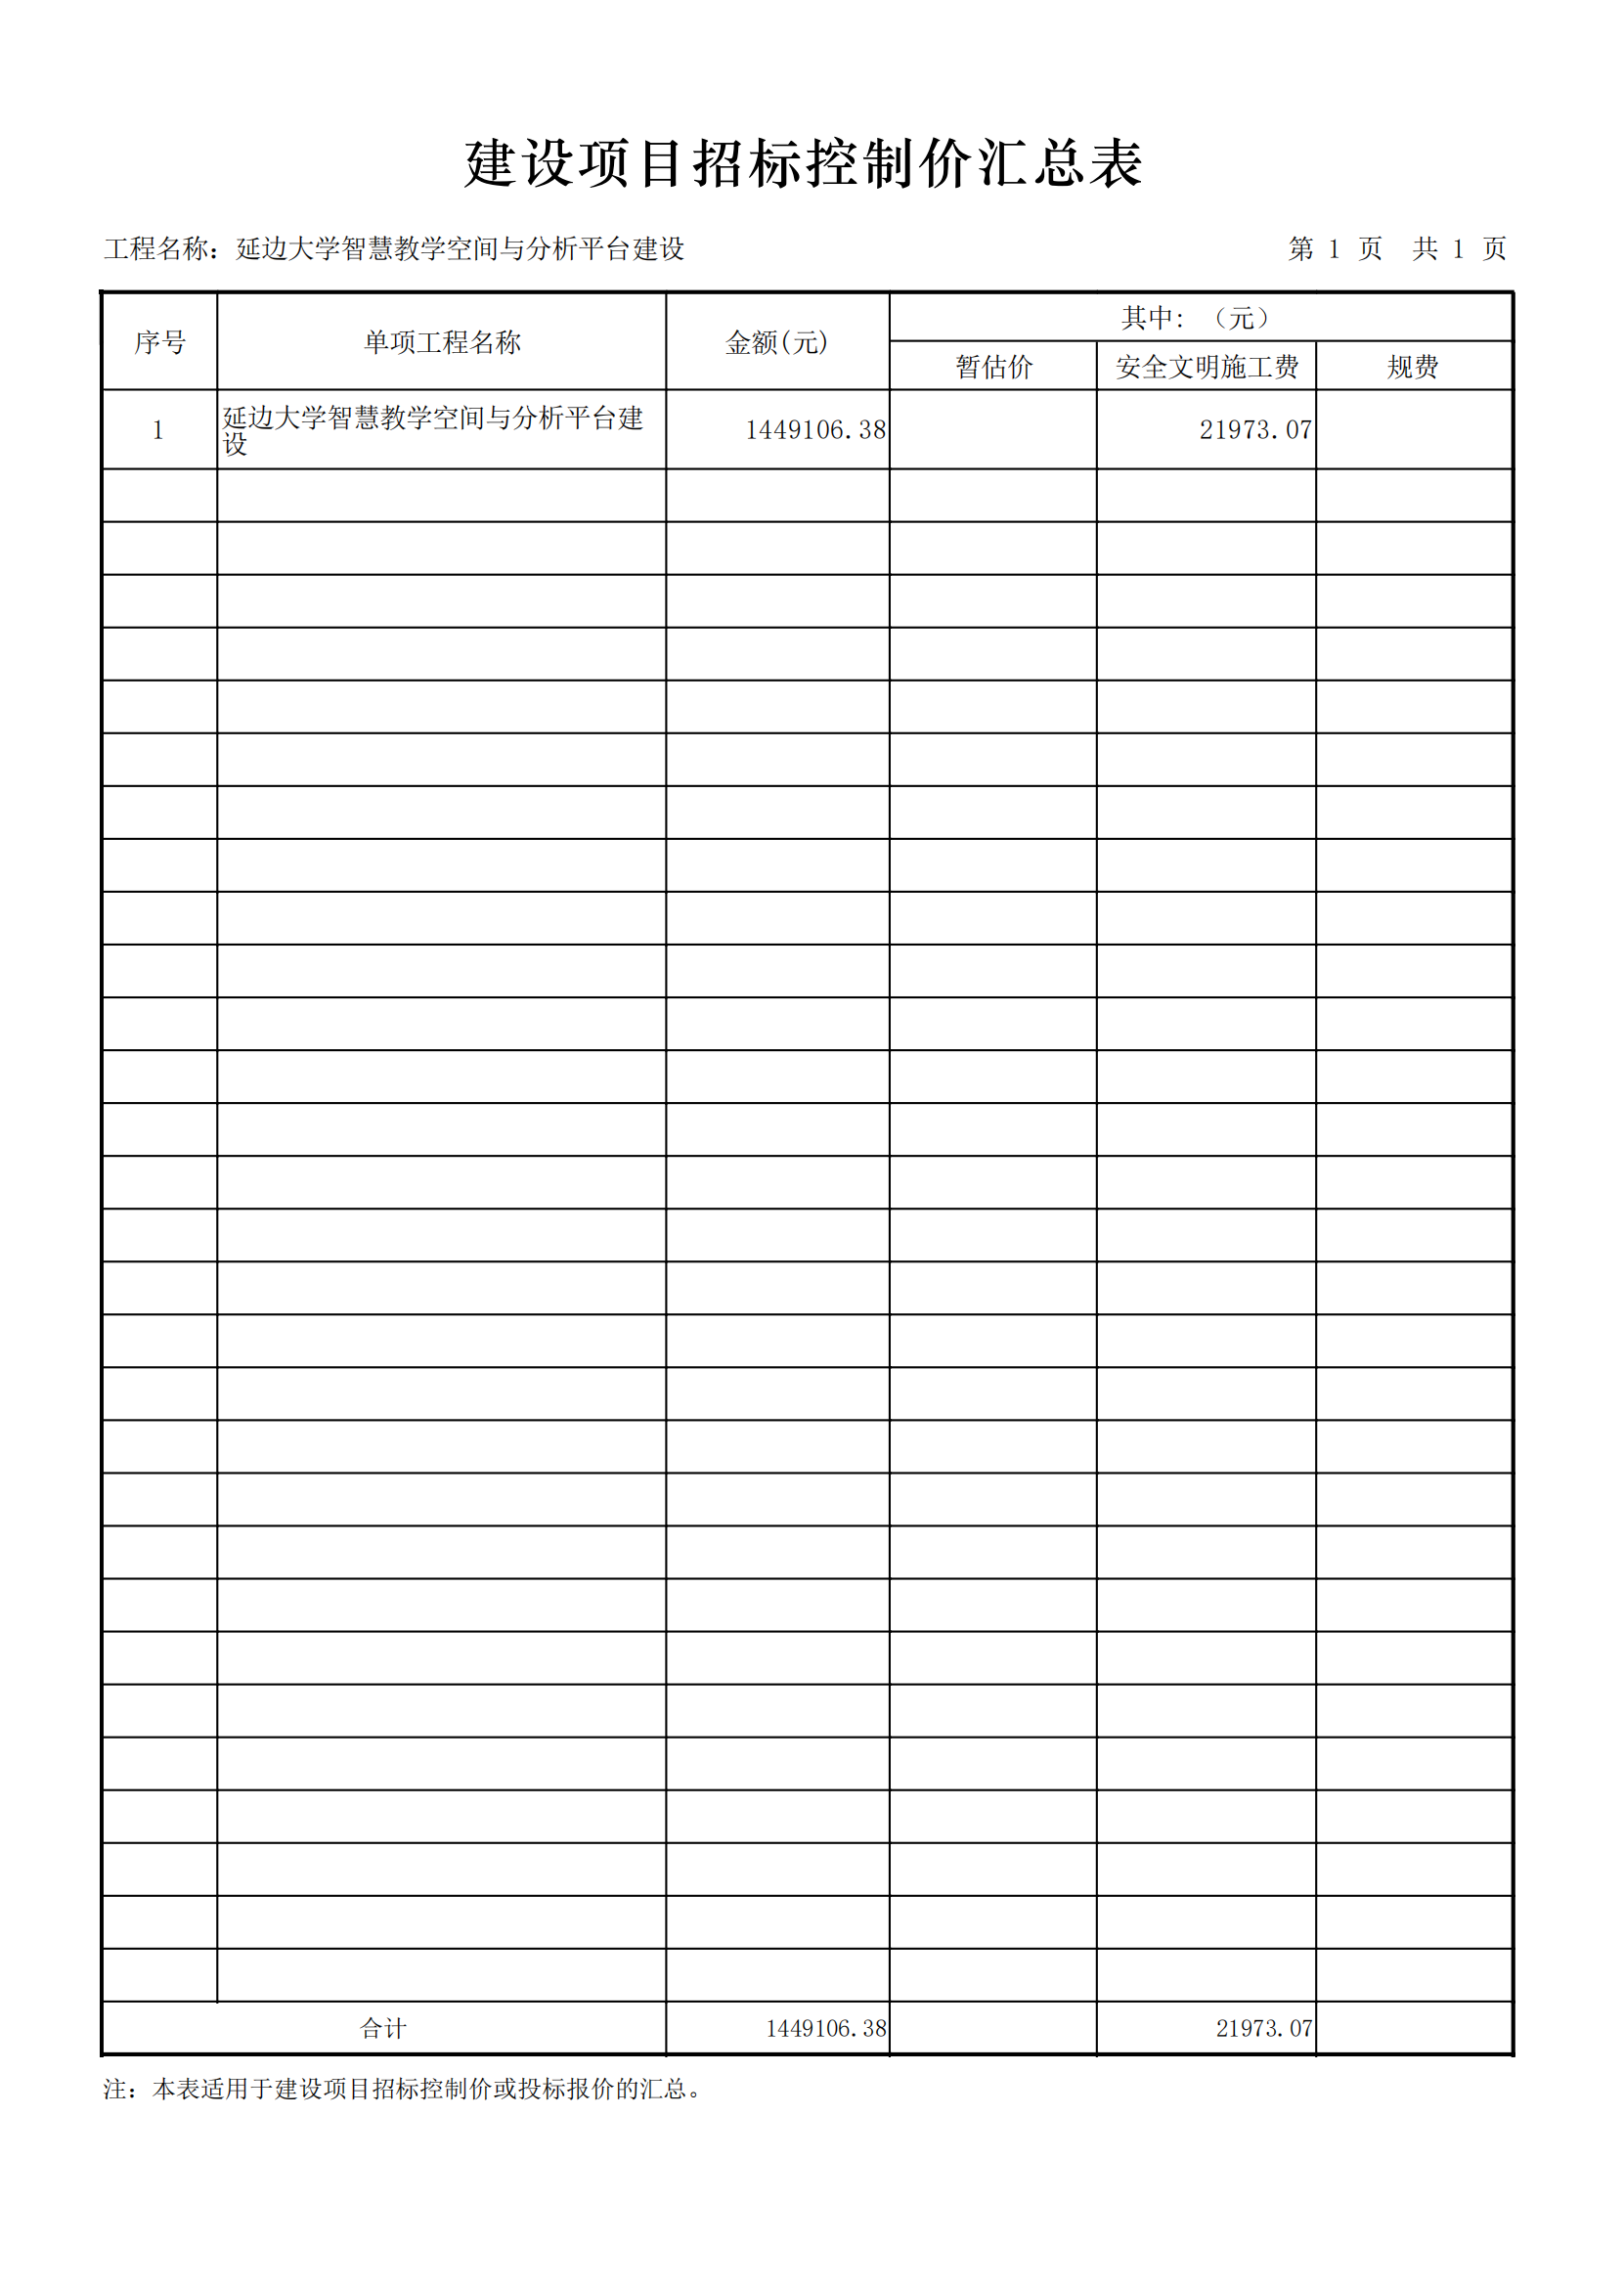 建设项目招标控制价汇总表
工程名称：延边大学智慧教学空间与分析平台建设 第 1 页 共 1 页
序号 单项工程名称 金额(元) 其中：（元）
暂估价 安全文明施工费 规费
1 延边大学智慧教学空间与分析平台建 1449106.38 21973.07
设
合计 1449106.38 21973.07
注：本表适用于建设项目招标控制价或投标报价的汇总。